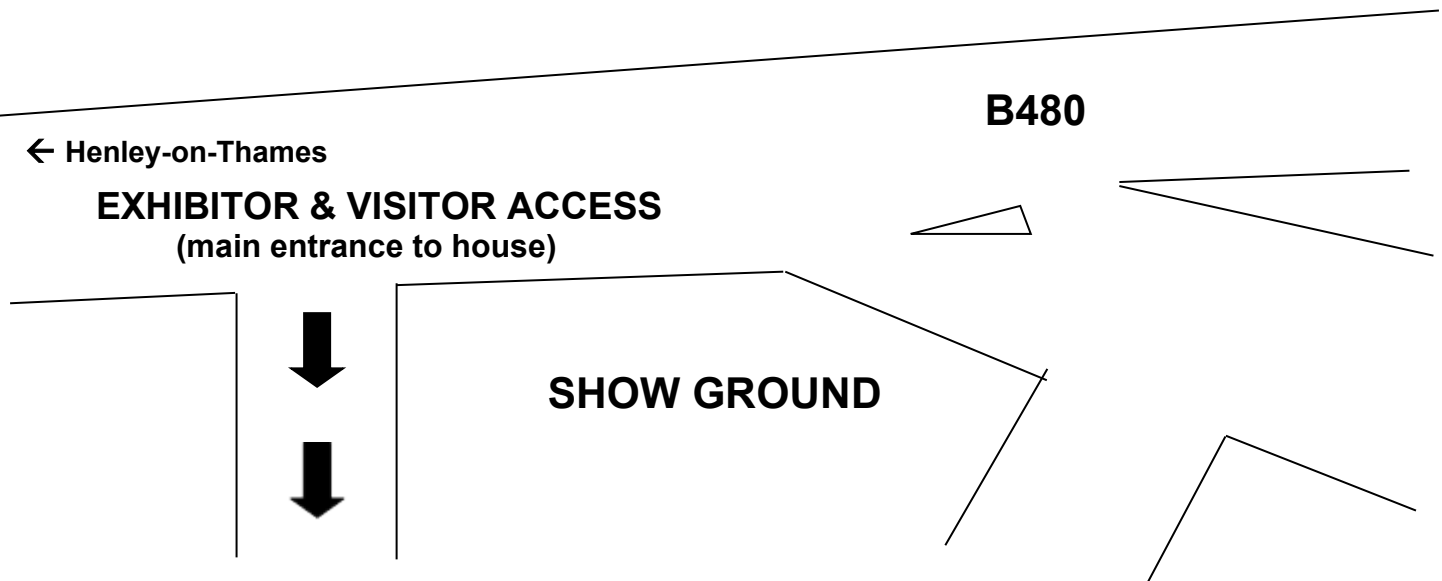 B480
← Henley-on-Thames
EXHIBITOR & VISITOR ACCESS
(main entrance to house)
SHOW GROUND